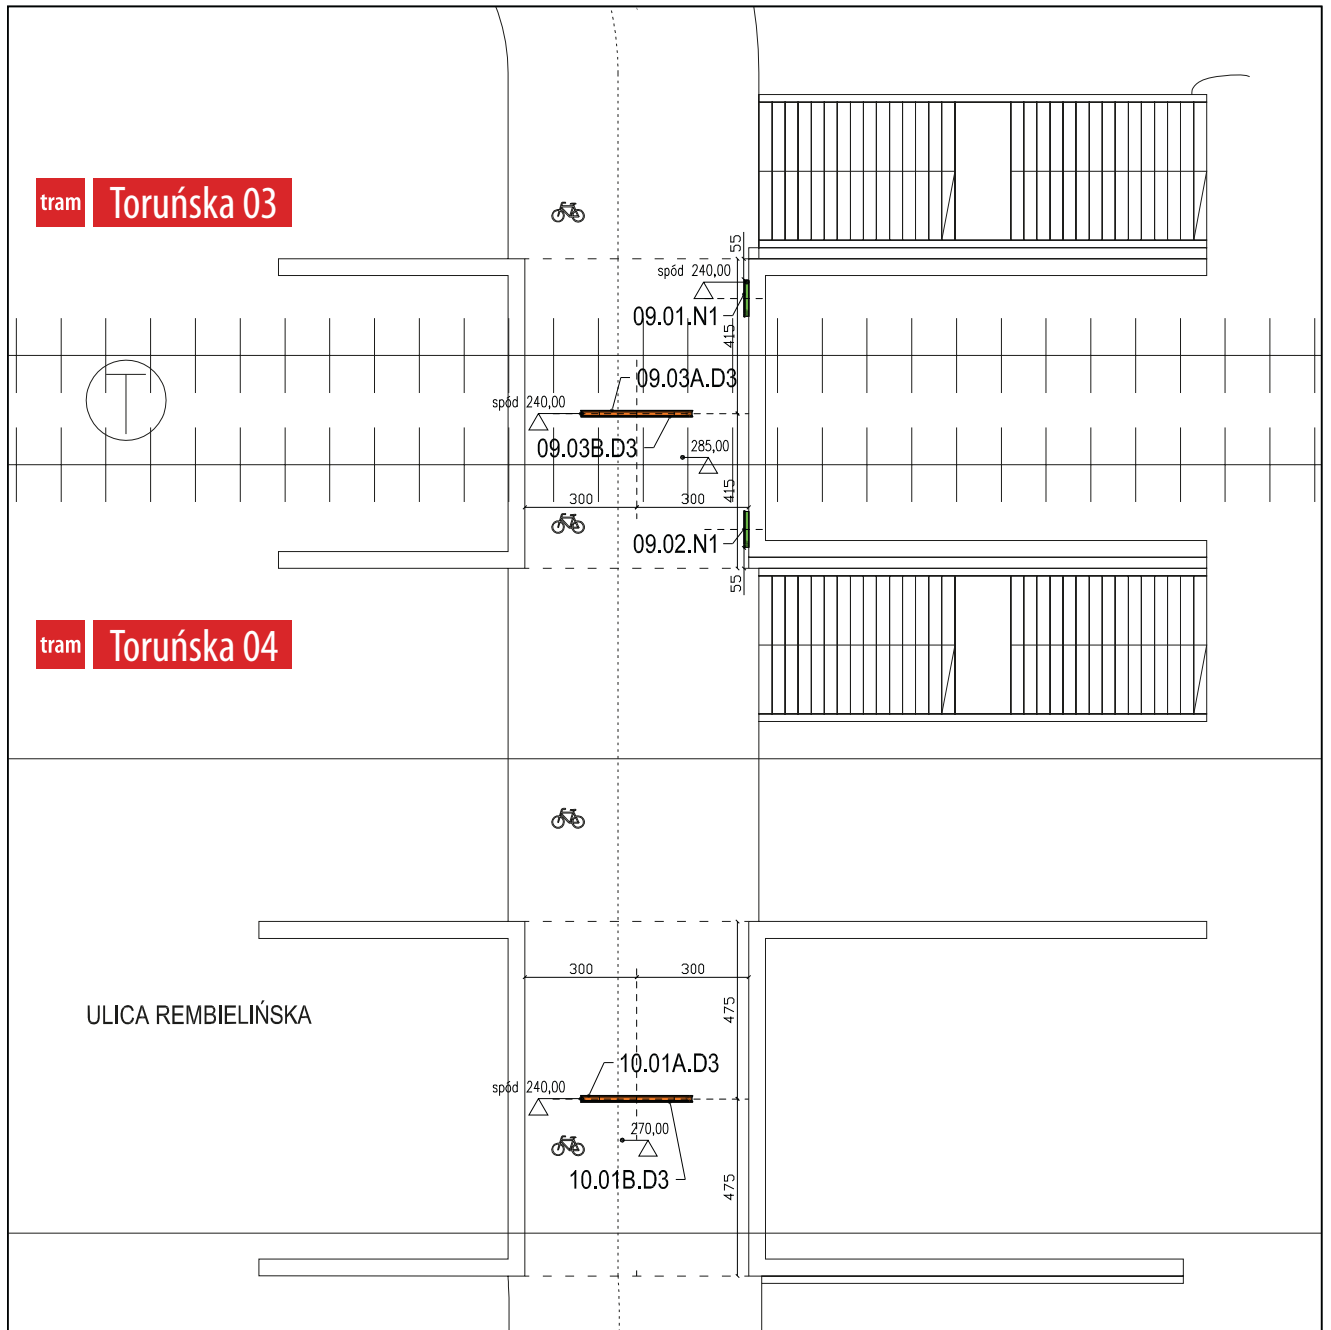 tram Toruńska 03
55
spód 240,00
09.01.N1
415
09.03A.D3
spód 240,00
09.03B.D3
285,00
415
300 300
09.02.N1
55
tram Toruńska 04
300 300
475
ULICA REMBIELIŃSKA
10.01A.D3
spód 240,00
270,00
10.01B.D3
475
T